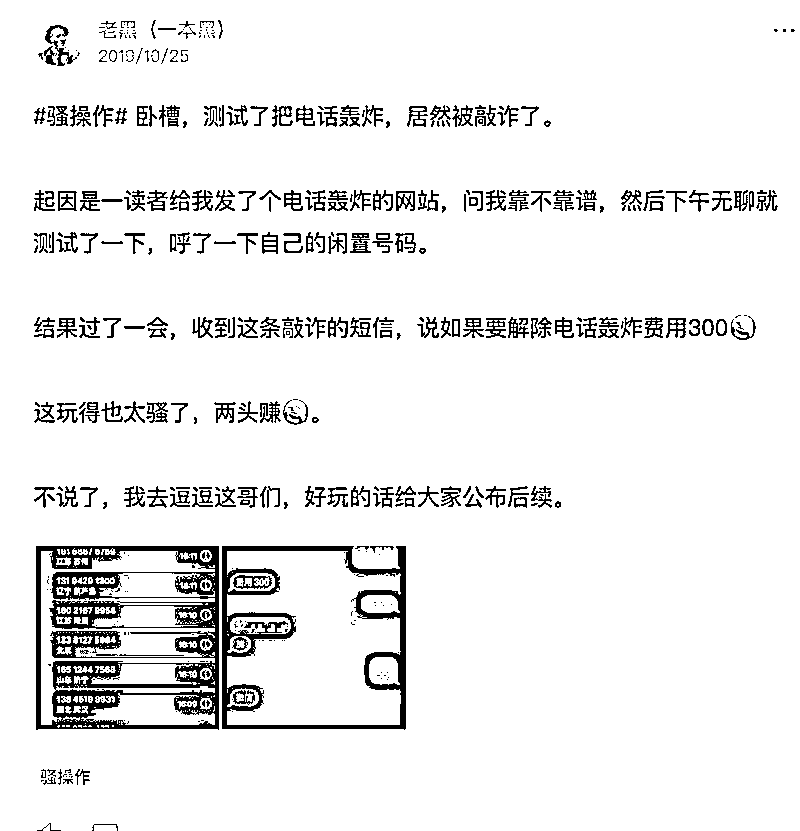 老黑（一本黑）
2019/10/25
#骚操作# 卧槽，测试了把电话轰炸，居然被敲诈了。
起因是一读者给我发了个电话轰炸的网站，问我靠不靠谱，然后下午无聊就
测试了一下，呼了一下自己的闲置号码。
结果过了一会，收到这条敲诈的短信，说如果要解除电话轰炸费用300
这玩得也太骚了，两头赚。
不说了，我去逗逗这哥们，好玩的话给大家公布后续。
费用300
骚操作